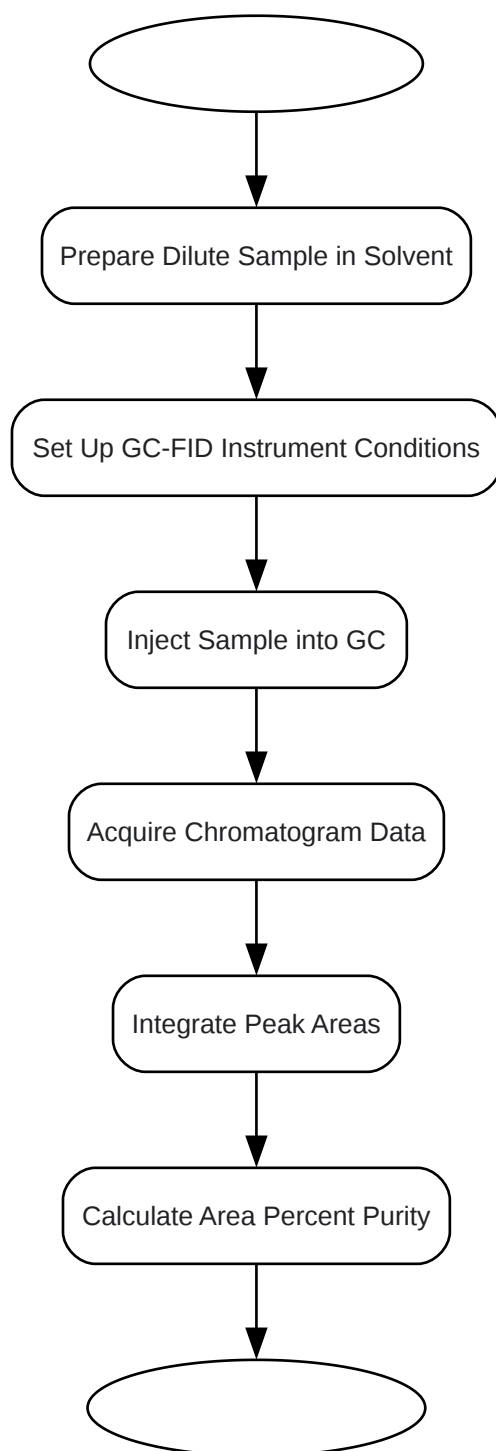 Prepare Dilute Sample in Solvent
Set Up GC-FID Instrument Conditions
Inject Sample into GC
Acquire Chromatogram Data
Integrate Peak Areas
Calculate Area Percent Purity